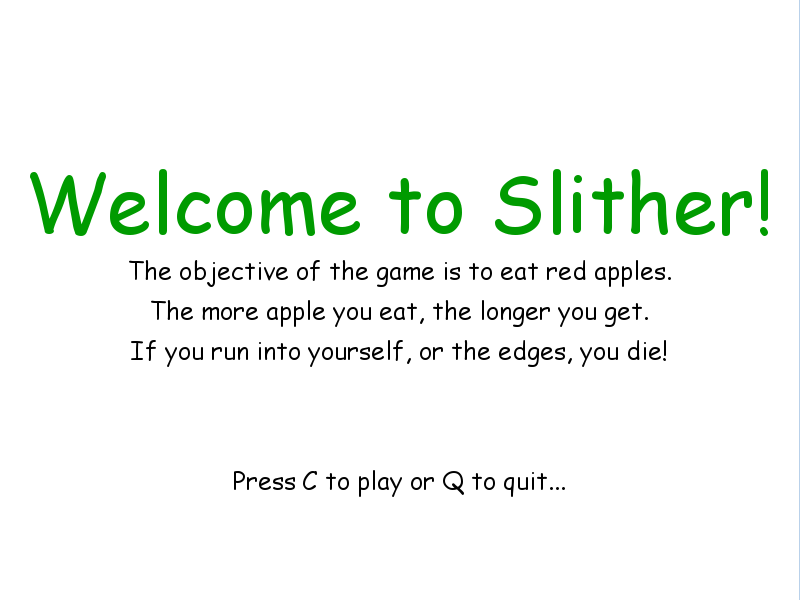 Welcome to Slither!
The objective of the game is to eat red apples.
The more apple you eat, the longer you get.
If you run into yourself, or the edges, you die!
Press C to play or Q to quit...